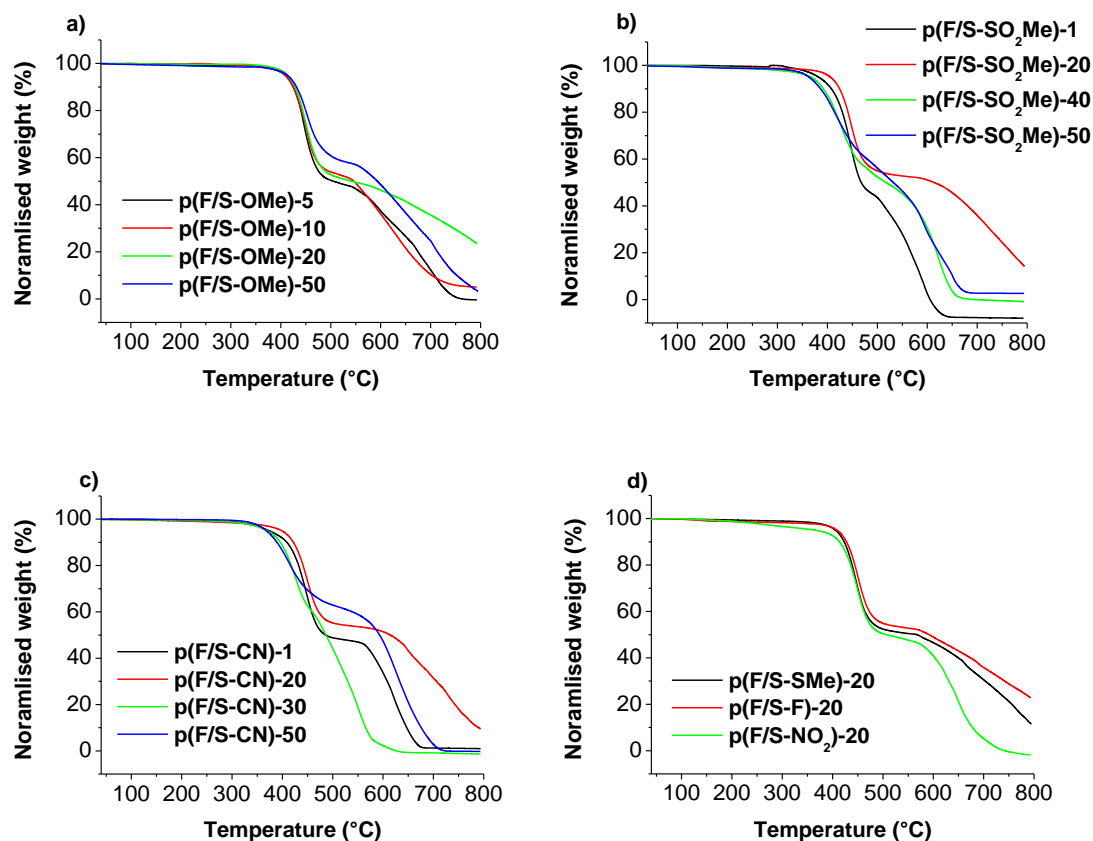 a)
Noramlised weight (%)
100
80
60
40
20
0
p(F/S-OMe)-5
p(F/S-OMe)-10
p(F/S-OMe)-20
p(F/S-OMe)-50
100 200 300 400 500 600 700 800
Temperature (°C)
b)
Noramlised weight (%)
100
80
60
40
20
0
p(F/S-SO₂Me)-1
p(F/S-SO₂Me)-20
p(F/S-SO₂Me)-40
p(F/S-SO₂Me)-50
100 200 300 400 500 600 700 800
Temperature (°C)
c)
Noramlised weight (%)
100
80
60
40
20
0
p(F/S-CN)-1
p(F/S-CN)-20
p(F/S-CN)-30
p(F/S-CN)-50
100 200 300 400 500 600 700 800
Temperature (°C)
d)
Noramlised weight (%)
100
80
60
40
20
0
p(F/S-SMe)-20
p(F/S-F)-20
p(F/S-NO₂)-20
100 200 300 400 500 600 700 800
Temperature (°C)